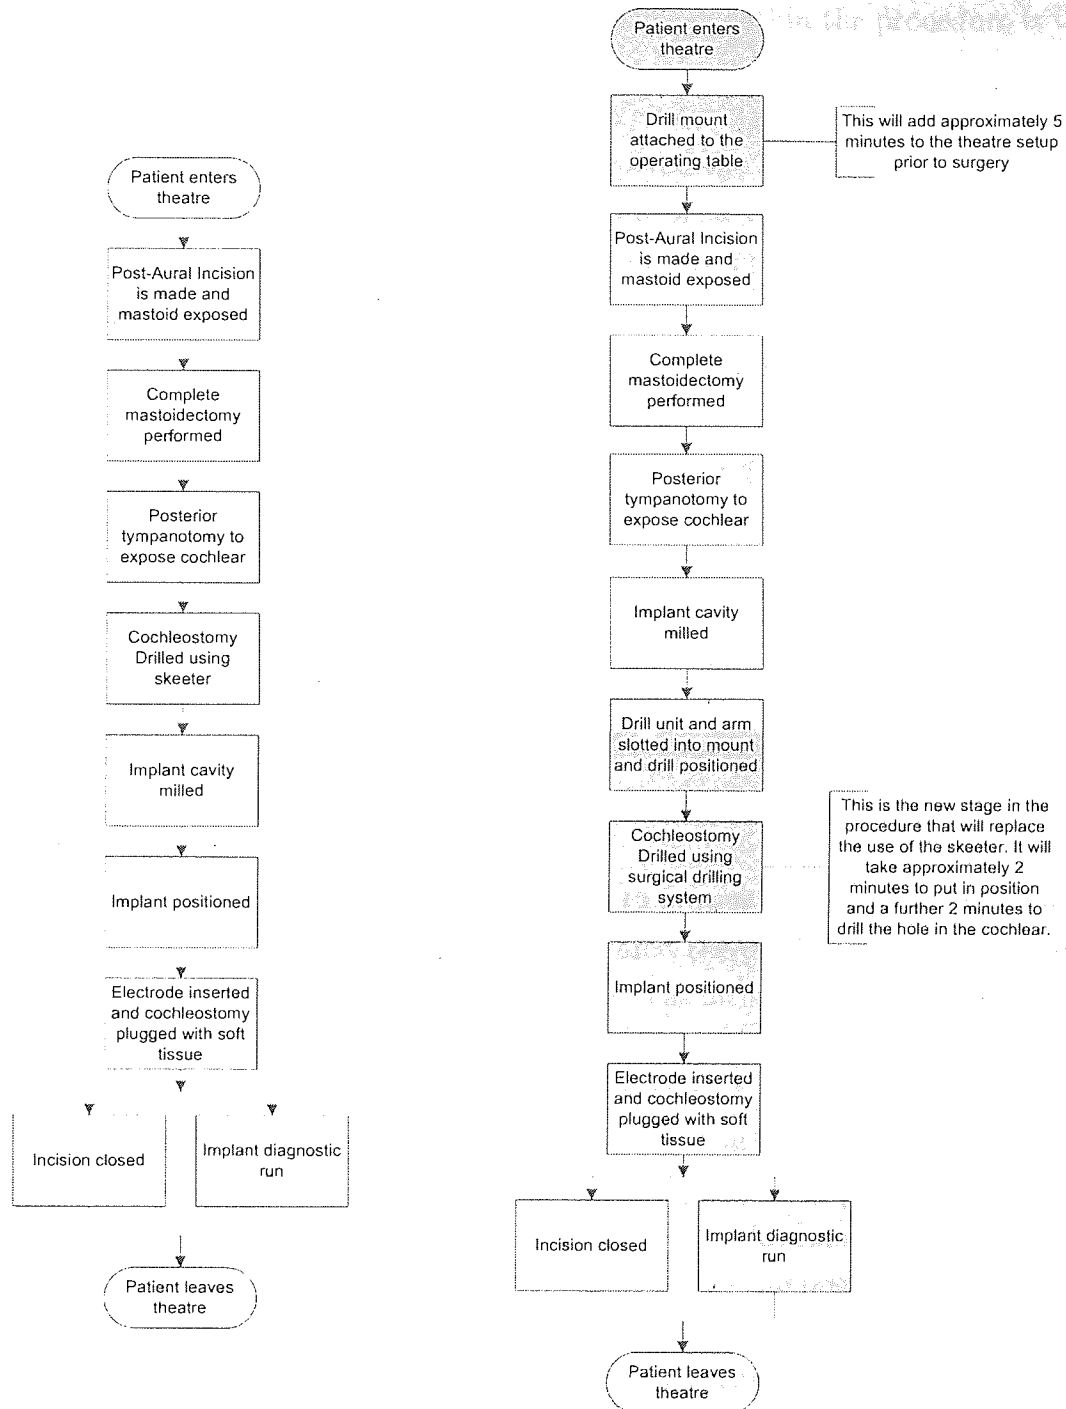 Patient enters
theatre
Post-Aural Incision
is made and
mastoid exposed
Complete
mastoidectomy
performed
Posterior
tympanotomy to
expose cochlear
Cochleostomy
Drilled using
skeeter
Implant cavity
milled
Implant positioned
Electrode inserted
and cochleostomy
plugged with soft
tissue
Incision closed
Implant diagnostic
run
Patient leaves
theatre
in the procedure is
Patient enters
theatre
Drill mount
attached to the
operating table
This will add approximately 5
minutes to the theatre setup
prior to surgery
Post-Aural Incision
is made and
mastoid exposed
Complete
mastoidectomy
performed
Posterior
tympanotomy to
expose cochlear
Implant cavity
milled
Drill unit and arm
slotted into mount
and drill positioned
Cochleostomy
Drilled using
surgical drilling
system
This is the new stage in the
procedure that will replace
the use of the skeeter. It will
take approximately 2
minutes to put in position
and a further 2 minutes to
drill the hole in the cochlear.
Implant positioned
Electrode inserted
and cochleostomy
plugged with soft
tissue
Incision closed
Implant diagnostic
run
Patient leaves
theatre